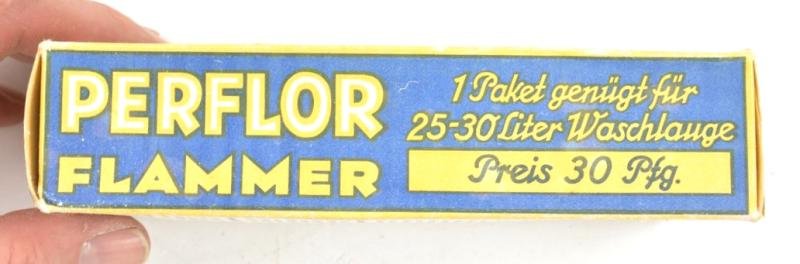 PERFLOR
FLAMMER
1 Paket genügt für
25-30 Liter Waschlauge
Preis 30 Pfg.